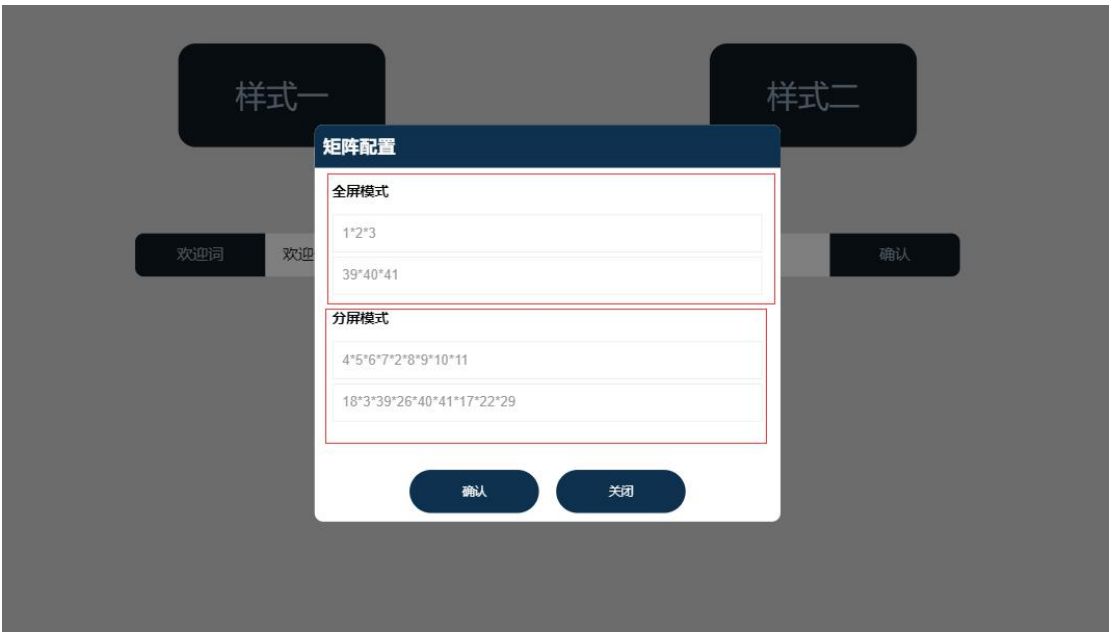 样式一
样式二
矩阵配置
全屏模式
1*2*3
欢迎词
欢迎
确认
39*40*41
分屏模式
4*5*6*7*2*8*9*10*11
18*3*39*26*40*41*17*22*29
确认
关闭